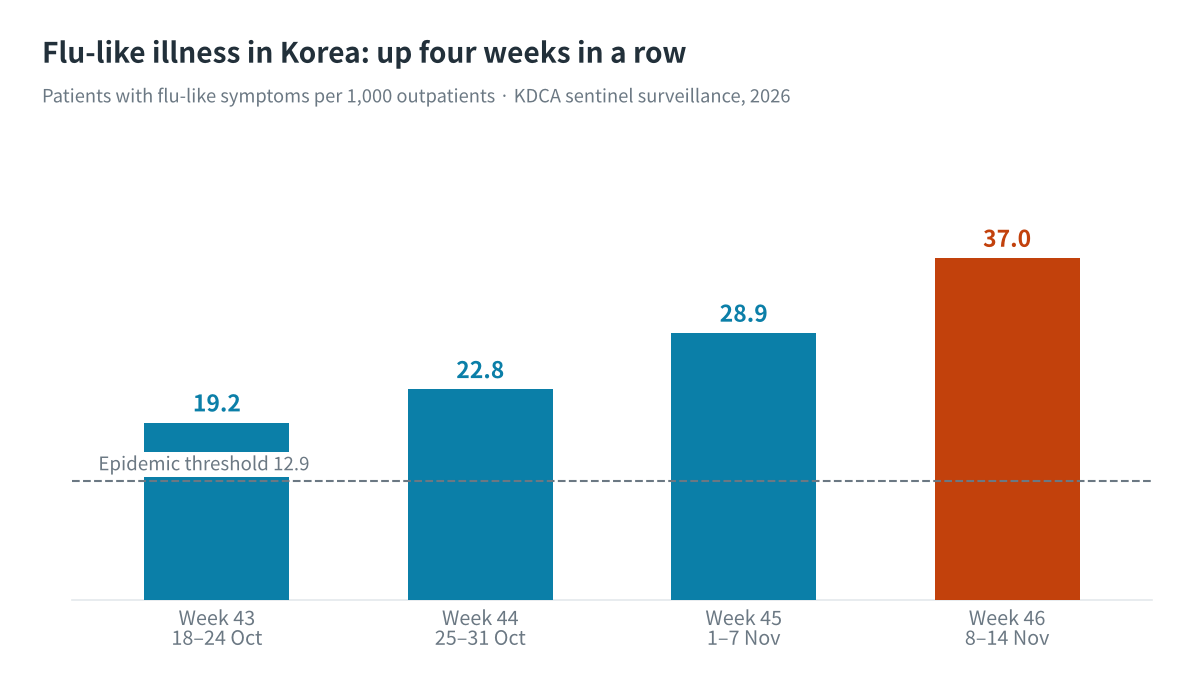 Flu-like illness in Korea: up four weeks in a row
Patients with flu-like symptoms per 1,000 outpatients · KDCA sentinel surveillance, 2026
37.0
28.9
22.8
19.2
Epidemic threshold 12.9
Week 43
18–24 Oct
Week 44
25–31 Oct
Week 45
1–7 Nov
Week 46
8–14 Nov